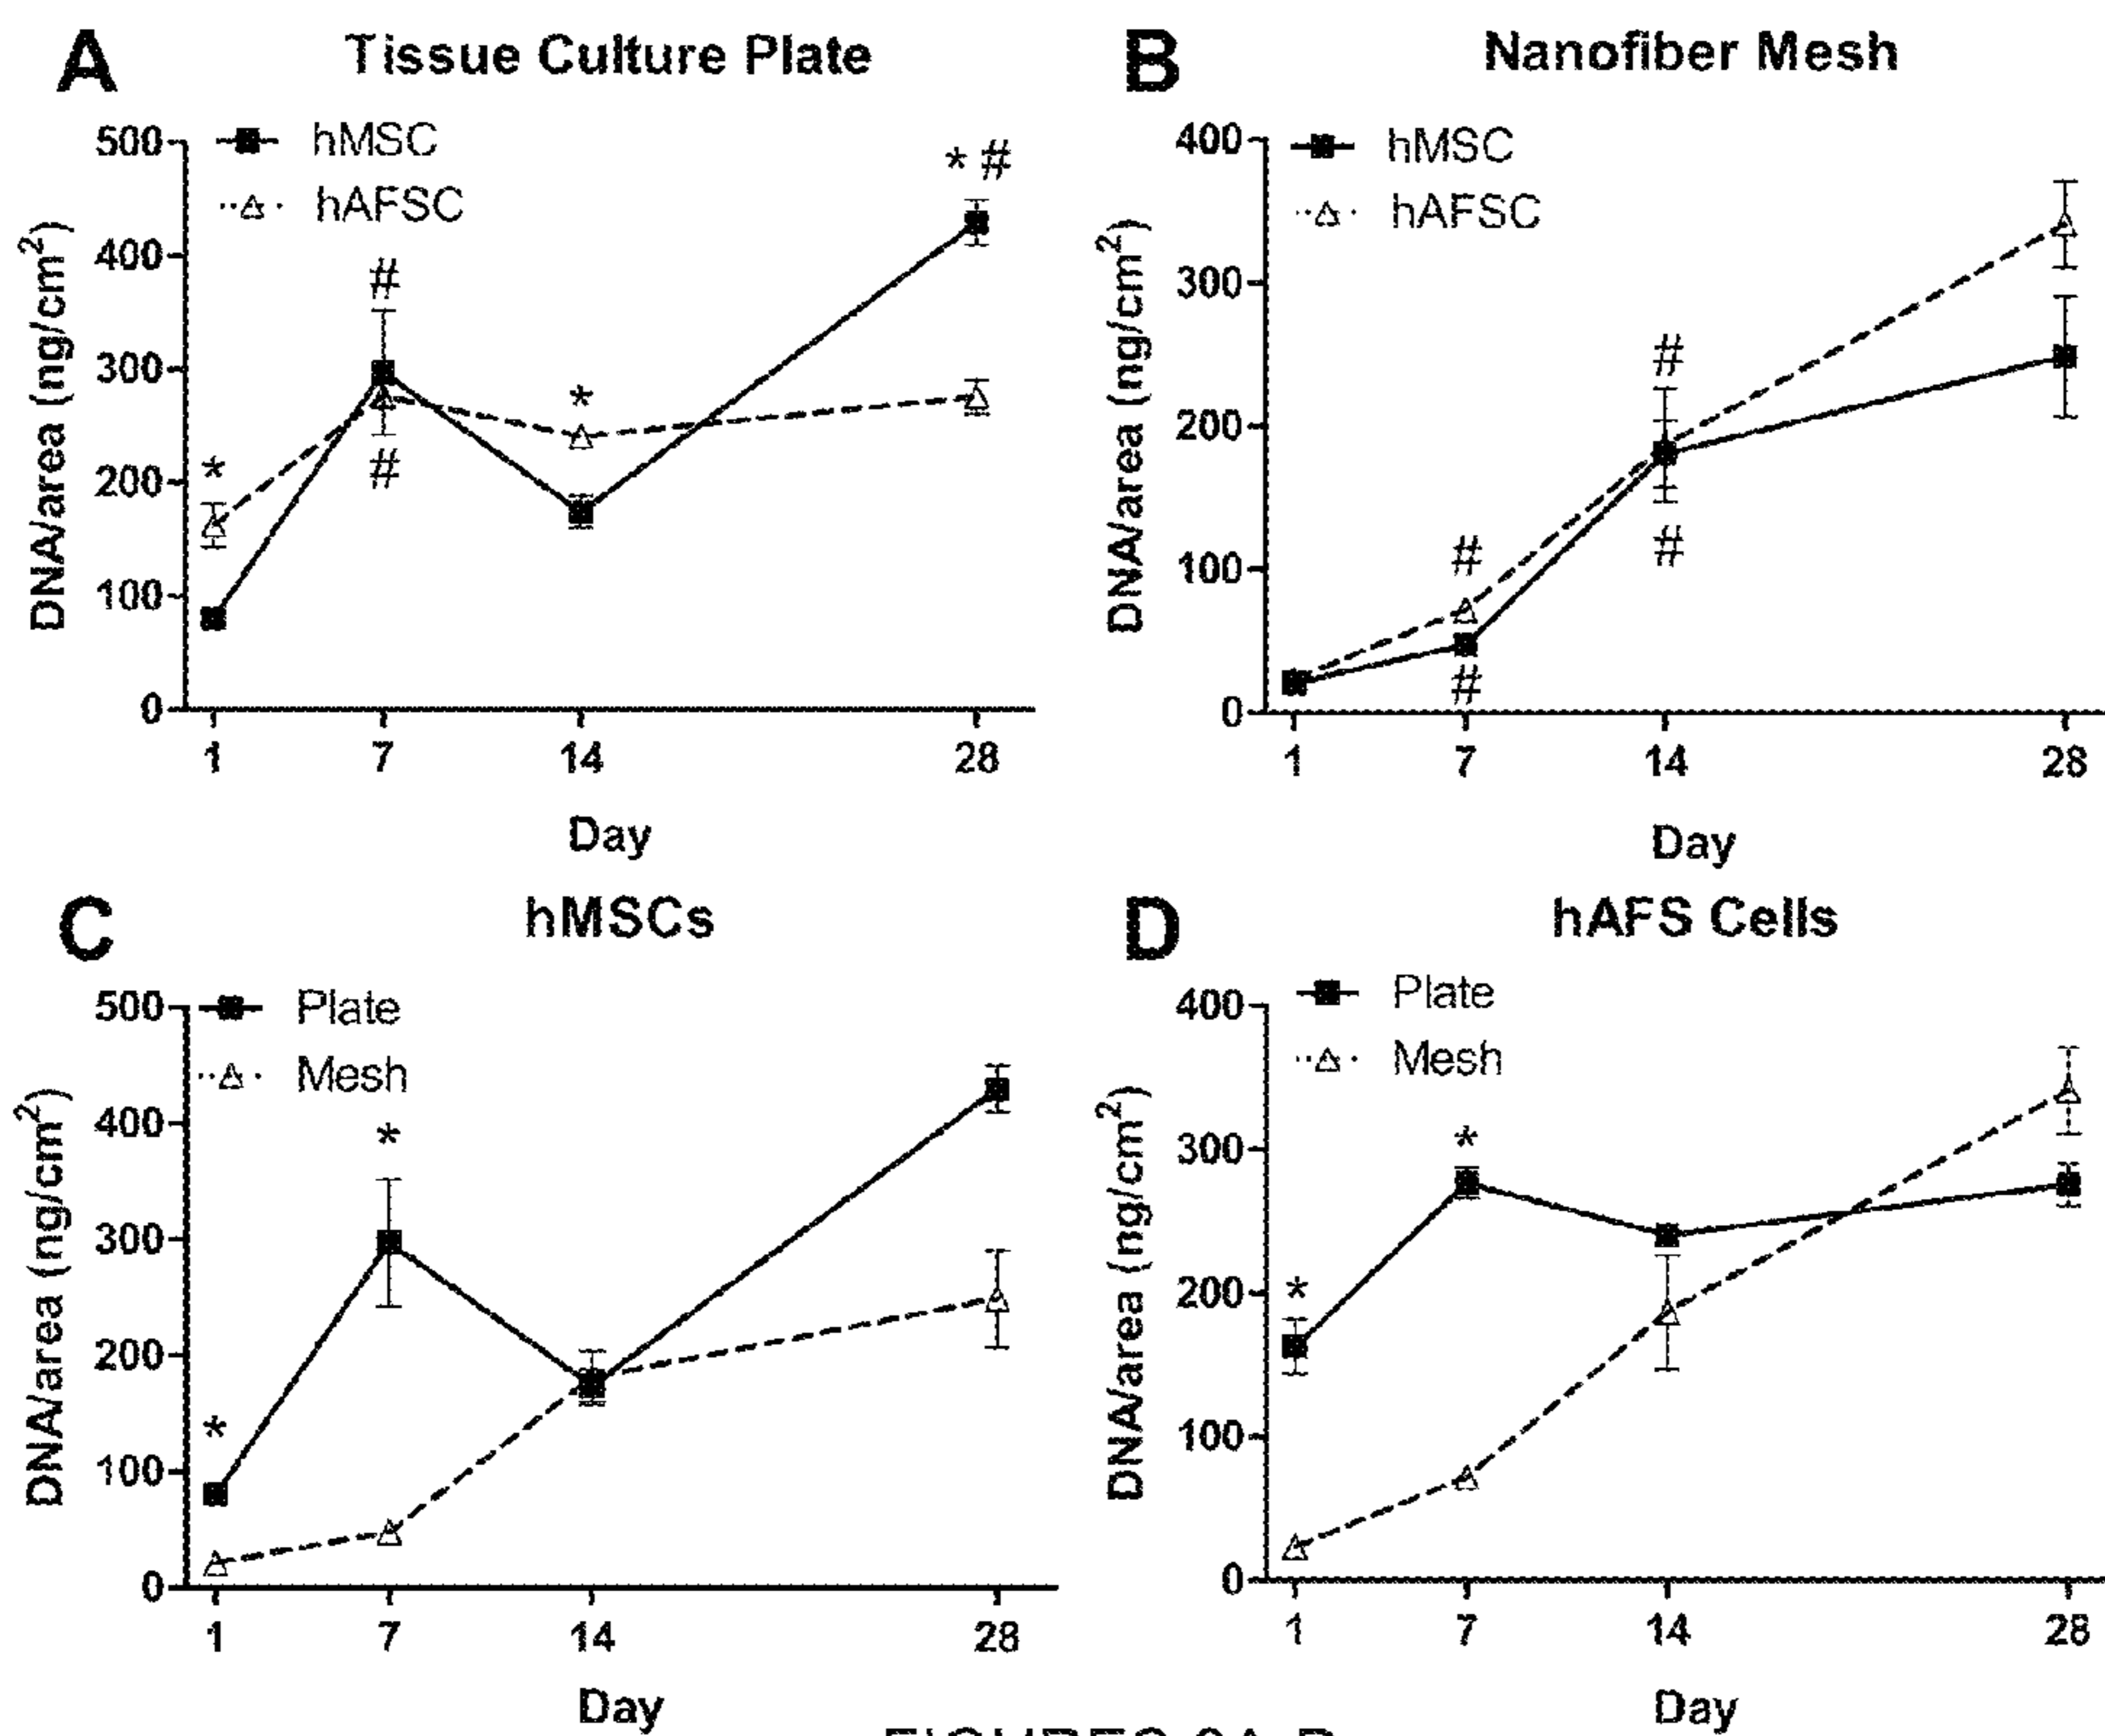 A
Tissue Culture Plate
hMSC
hAFSC
DNA/area (ng/cm²)
500
400
300
200
100
0
*
#
#
*
* #
1 7 14 28
Day
B
Nanofiber Mesh
hMSC
hAFSC
DNA/area (ng/cm²)
400
300
200
100
0
#
#
#
#
1 7 14 28
Day
C
hMSCs
Plate
Mesh
DNA/area (ng/cm²)
500
400
300
200
100
0
*
*
1 7 14 28
Day
D
hAFS Cells
Plate
Mesh
DNA/area (ng/cm²)
400
300
200
100
0
*
*
1 7 14 28
Day